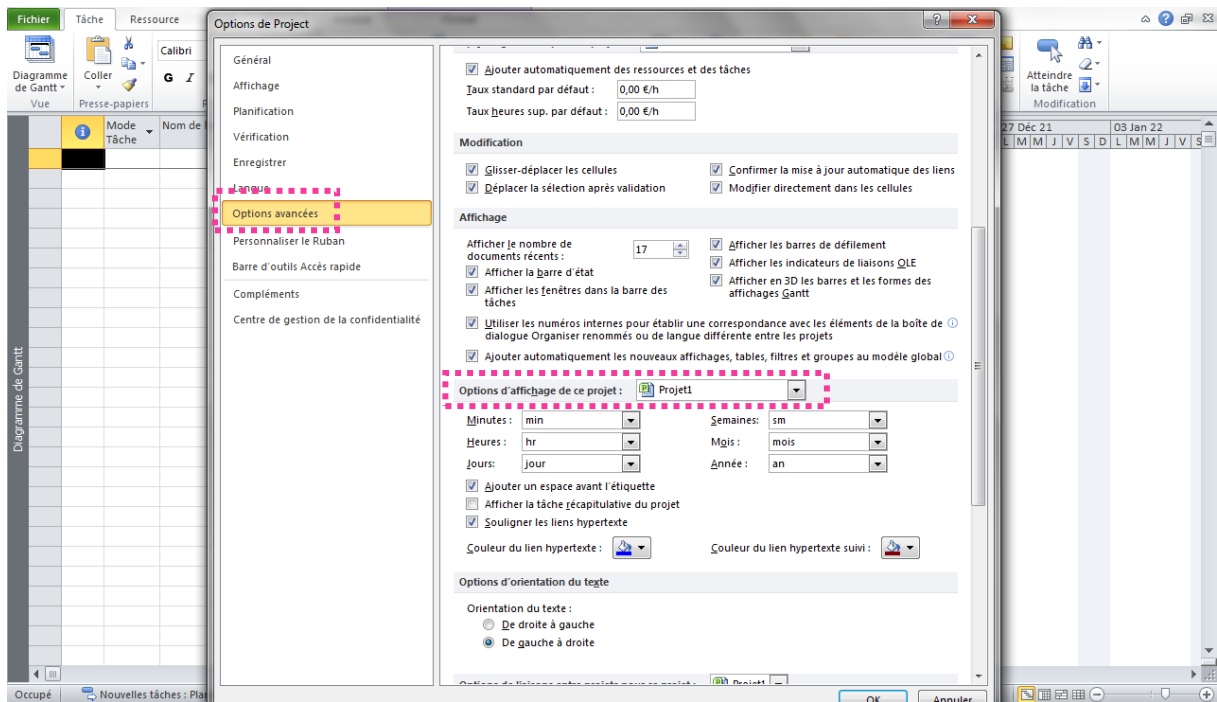 Fichier Tâche Ressource
Options de Project
Diagramme de Gantt
Vue
Coller
Presse-papiers
Calibri
G I
Atteindre la tâche
Modification
Mode Tâche
Nom de
27 Déc 21 03 Jan 22
L M M J V S D L M M J V S
Diagramme de Gantt
Général
Affichage
Planification
Vérification
Enregistrer
Langue
Options avancées
Personnaliser le Ruban
Barre d'outils Accès rapide
Compléments
Centre de gestion de la confidentialité
Ajouter automatiquement des ressources et des tâches
Taux standard par défaut : 0,00 €/h
Taux heures sup. par défaut : 0,00 €/h
Modification
Glisser-déplacer les cellules Confirmer la mise à jour automatique des liens
Déplacer la sélection après validation Modifier directement dans les cellules
Affichage
Afficher le nombre de
documents récents : 17
Afficher la barre d'état
Afficher les fenêtres dans la barre des
tâches
Afficher les barres de défilement
Afficher les indicateurs de liaisons OLE
Afficher en 3D les barres et les formes des
affichages Gantt
Utiliser les numéros internes pour établir une correspondance avec les éléments de la boîte de
dialogue Organiser renommés ou de langue différente entre les projets
Ajouter automatiquement les nouveaux affichages, tables, filtres et groupes au modèle global
Options d'affichage de ce projet : Projet1
Minutes : min Semaines: sm
Heures : hr Mois : mois
Jours: jour Année : an
Ajouter un espace avant l'étiquette
Afficher la tâche récapitulative du projet
Souligner les liens hypertexte
Couleur du lien hypertexte : Couleur du lien hypertexte suivi :
Options d'orientation du texte
Orientation du texte :
De droite à gauche
De gauche à droite
Options de liaisons entre projets pour ce projet : Projet1
OK Annuler
Occupé Nouvelles tâches : Plan